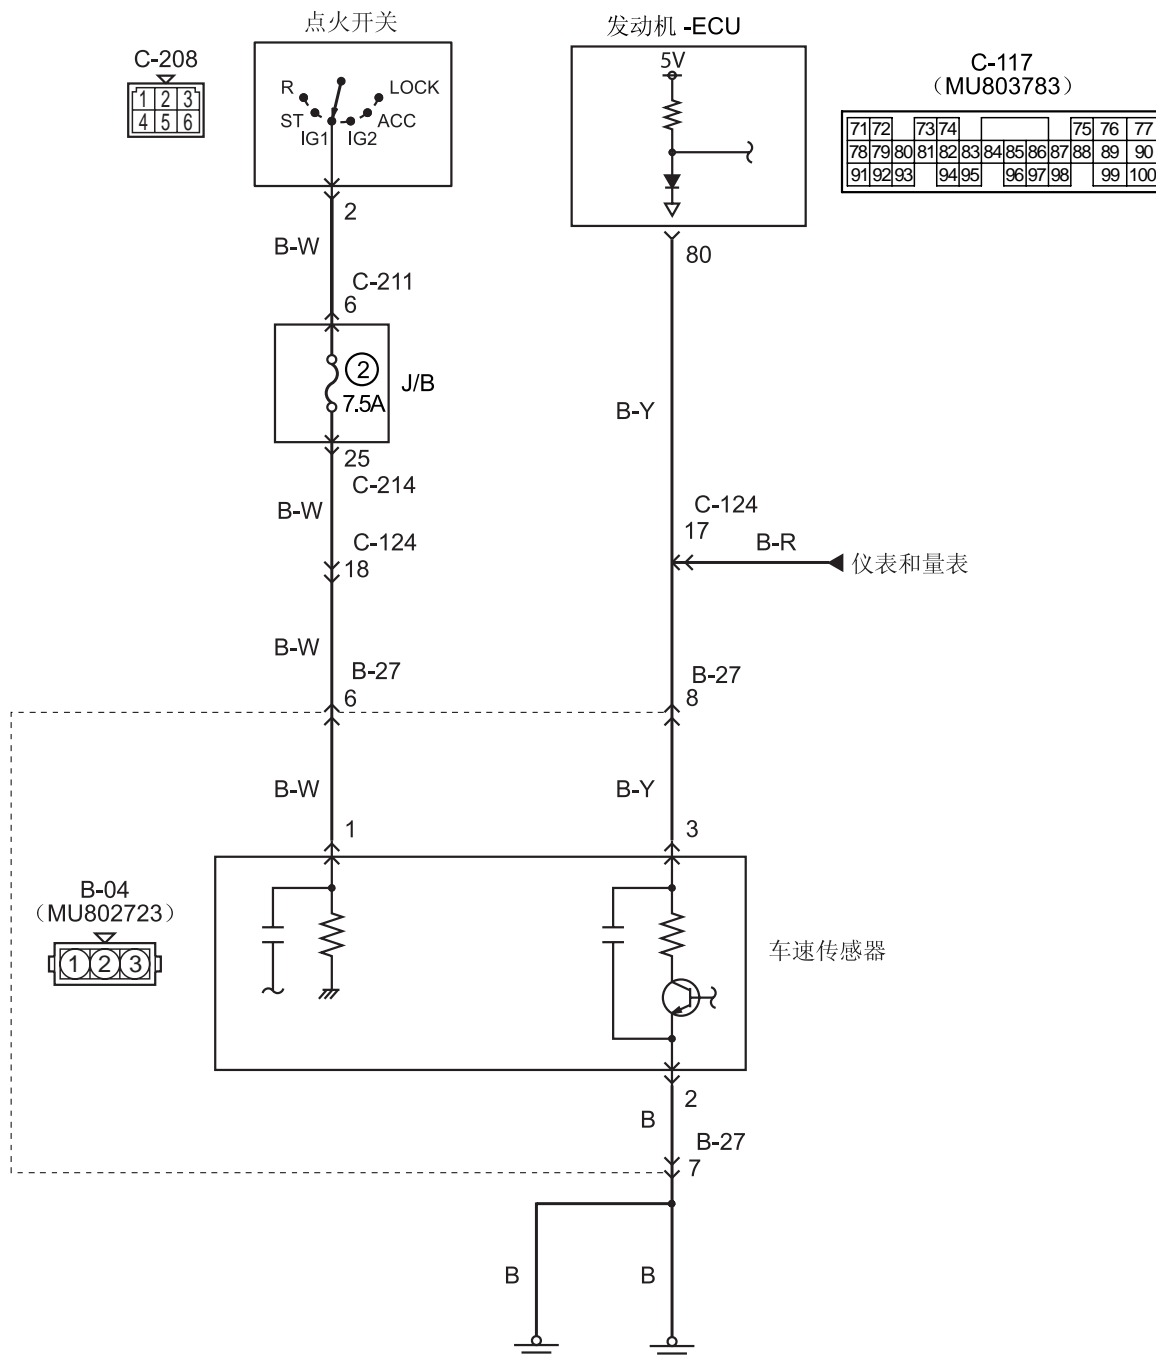 点火开关
发动机 -ECU
C-208
1 2 3
4 5 6
R
LOCK
ST
ACC
IG1
IG2
5V
C-117
(MU803783)
71 72 73 74 75 76 77
78 79 80 81 82 83 84 85 86 87 88 89 90
91 92 93 94 95 96 97 98 99 100
2
80
B-W
C-211
6
2
7.5A
J/B
B-Y
25
C-214
B-W
C-124
17
B-R
仪表和量表
C-124
18
B-W
B-27
6
B-27
8
B-W
B-Y
1
3
B-04
(MU802723)
1 2 3
车速传感器
2
B
B-27
7
B
B